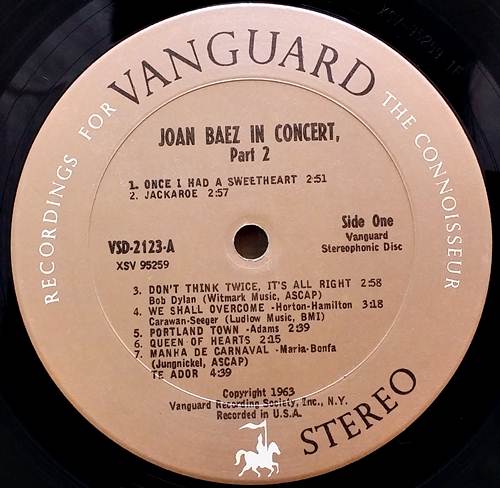 VANGUARD
RECORDINGS FOR THE CONNOISSEUR
JOAN BAEZ IN CONCERT,
Part 2
1. ONCE I HAD A SWEETHEART 2:51
2. JACKAROE 2:57
VSD-2123-A
XSV 95259
Side One
Vanguard
Stereophonic Disc
3. DON'T THINK TWICE, IT'S ALL RIGHT 2:58
Bob Dylan (Witmark Music, ASCAP)
4. WE SHALL OVERCOME -Horton-Hamilton 3:18
Carawan-Seeger (Ludlow Music, BMI)
5. PORTLAND TOWN -Adams 2:39
6. QUEEN OF HEARTS 2:15
7. MANHA DE CARNAVAL -Maria-Bonfa
(Jungnickel, ASCAP)
TE ADOR 4:39
Copyright 1963
Vanguard Recording Society, Inc., N.Y.
Recorded in U.S.A.
STEREO